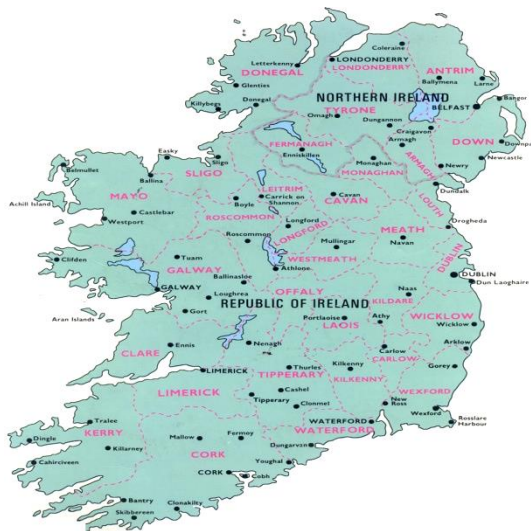 Coleraine
Letterkenny
LONDONDERRY
LONDONDERRY
DONEGAL
ANTRIM
Glenties
Ballymena
Larne
NORTHERN IRELAND
Bangor
Killybegs
Donegal
TYRONE
BELFAST
Omagh
Dungannon
Craigavon
Armagh
DOWN
FERMANAGH
Enniskillen
ARMAGH
Easky
Sligo
Monaghan
Newry
Newcastle
Belmullet
SLIGO
MONAGHAN
Ballina
LEITRIM
Dundalk
MAYO
Boyle
Carrick on
Shannon
Cavan
CAVAN
LOUTH
Achill Island
Castlebar
ROSCOMMON
Westport
Longford
LONGFORD
MEATH
Drogheda
Roscommon
Mullingar
Navan
Clifden
Tuam
WESTMEATH
DUBLIN
GALWAY
Athlone
Ballinasloe
DUBLIN
GALWAY
OFFALY
Dun Laoghaire
Loughrea
Naas
REPUBLIC OF IRELAND
KILDARE
Aran Islands
Gort
Portlaoise
Athy
WICKLOW
LAOIS
Wicklow
CLARE
Ennis
Nenagh
Carlow
Arklow
CARLOW
LIMERICK
Thurles
Kilkenny
Gorey
TIPPERARY
KILKENNY
LIMERICK
Cashel
WEXFORD
Tipperary
Clonmel
New
Ross
Wexford
Tralee
WATERFORD
Rosslare
Harbour
KERRY
WATERFORD
Dingle
Mallow
Fermoy
Dungarvan
Killarney
CORK
Cahirciveen
Youghal
CORK
Cobh
Bantry
Clonakilty
Skibbereen